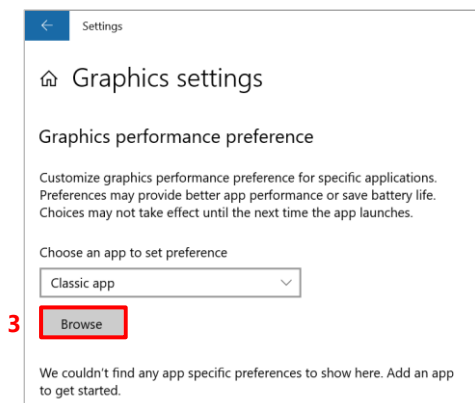 Settings
Graphics settings
Graphics performance preference
Customize graphics performance preference for specific applications.
Preferences may provide better app performance or save battery life.
Choices may not take effect until the next time the app launches.
Choose an app to set preference
Classic app
3 Browse
We couldn't find any app specific preferences to show here. Add an app
to get started.